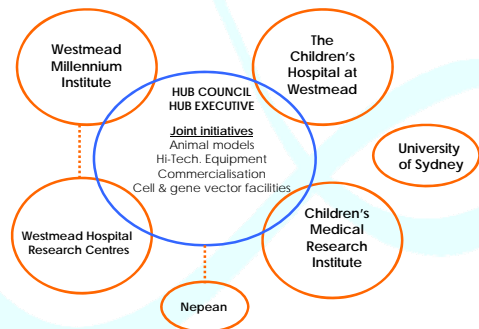 Westmead
Millennium
Institute
The
Children's
Hospital at
Westmead
HUB COUNCIL
HUB EXECUTIVE
Joint initiatives
Animal models
Hi-Tech. Equipment
Commercialisation
Cell & gene vector facilities
University
of Sydney
Westmead Hospital
Research Centres
Children's
Medical
Research
Institute
Nepean